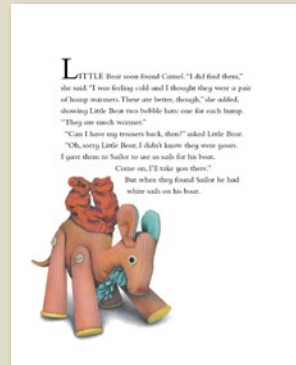 LITTLE Bear soon found Camel. "I did find them,"
she said. "I was feeling cold and I thought they were a pair
of hump warmers. These are better, though," she added,
showing Little Bear two bobble hats: one for each hump.
"They are much warmer."
"Can I have my trousers back, then?" asked Little Bear.
"Oh, sorry Little Bear, I didn't know they were yours.
I gave them to Sailor to use as sails for his boat.
Come on, I'll take you there."
But when they found Sailor he had
white sails on his boat.